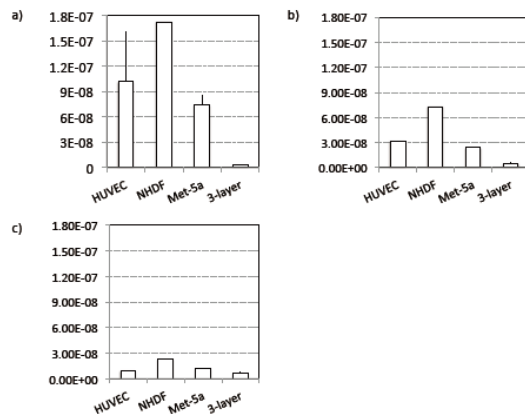 a)
1.8E-07
1.5E-07
1.2E-07
9E-08
6E-08
3E-08
0
HUVEC
NHDF
Met-5a
3-layer
b)
1.80E-07
1.50E-07
1.20E-07
9.00E-08
6.00E-08
3.00E-08
0.00E+00
HUVEC
NHDF
Met-5a
3-layer
c)
1.80E-07
1.50E-07
1.20E-07
9.00E-08
6.00E-08
3.00E-08
0.00E+00
HUVEC
NHDF
Met-5a
3-layer